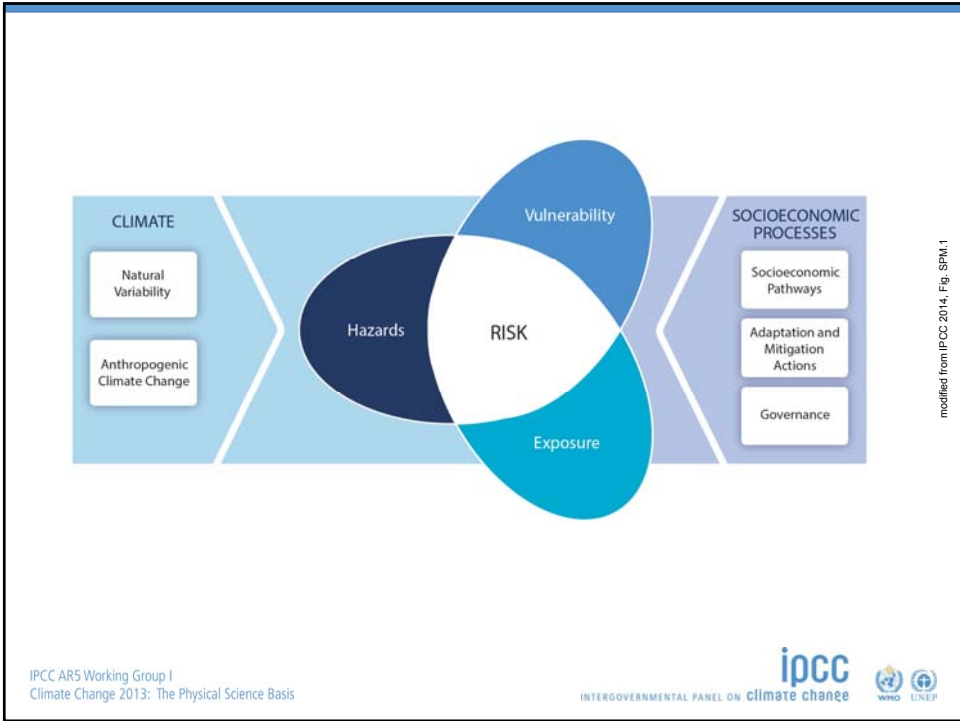 CLIMATE
Natural
Variability
Anthropogenic
Climate Change
Vulnerability
Hazards
RISK
Exposure
SOCIOECONOMIC
PROCESSES
Socioeconomic
Pathways
Adaptation and
Mitigation
Actions
Governance
modified from IPCC 2014, Fig. SPM.1
IPCC AR5 Working Group I
Climate Change 2013: The Physical Science Basis
ipcc
INTERGOVERNMENTAL PANEL ON climate change
WMO
UNEP